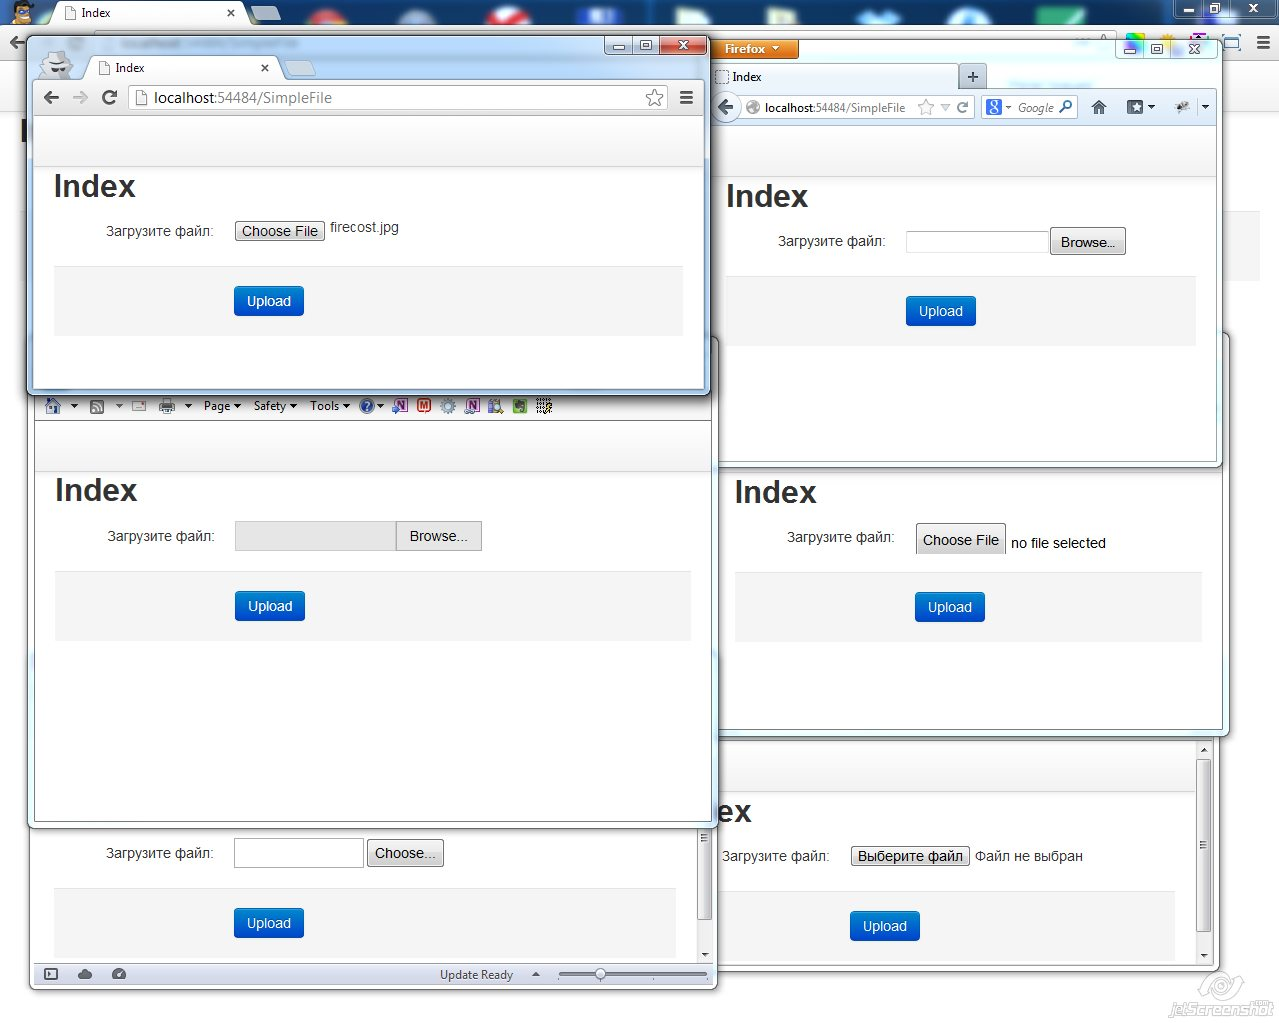 Index
Index
localhost:54484/SimpleFile
Index
Загрузите файл:
Choose File
firecost.jpg
Upload
Firefox
Index
localhost:54484/SimpleFile
Google
Index
Загрузите файл:
Browse...
Upload
Page
Safety
Tools
Index
Загрузите файл:
Browse...
Upload
Index
Загрузите файл:
Choose File
no file selected
Upload
Загрузите файл:
Choose...
Upload
Update Ready
ex
Загрузите файл:
Выберите файл
Файл не выбран
Upload
jetScreenshot.com